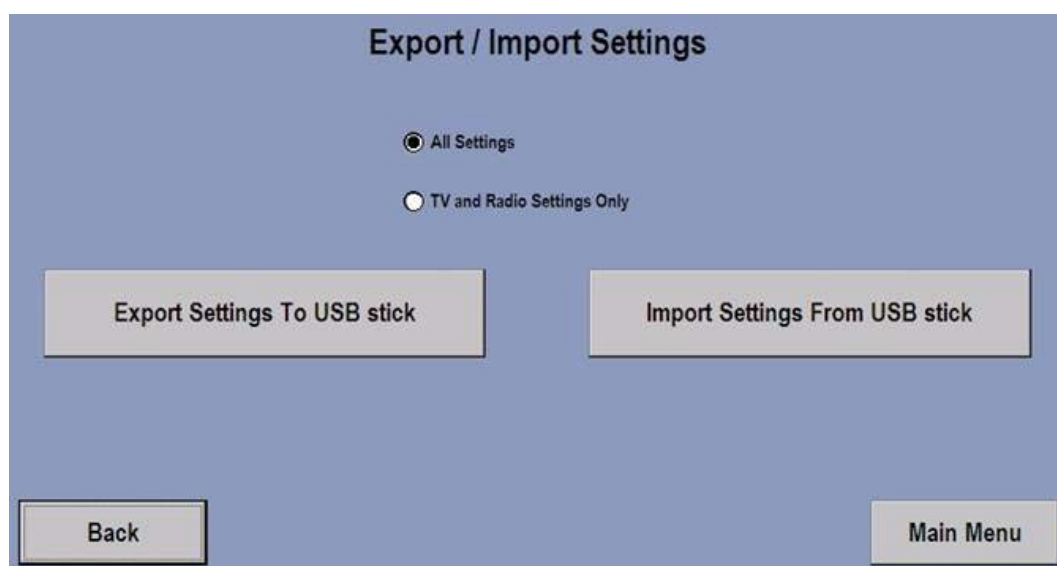 Export / Import Settings
All Settings
TV and Radio Settings Only
Export Settings To USB stick
Import Settings From USB stick
Back
Main Menu